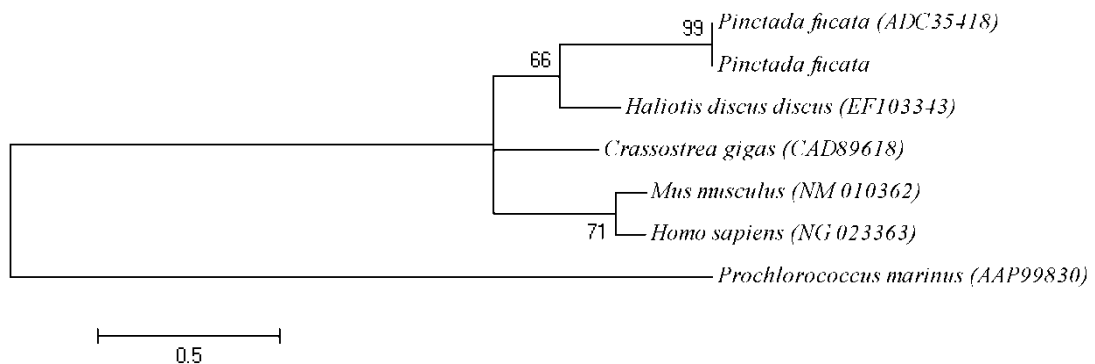 Pinctada fucata (ADC35418)
99
Pinctada fucata
66
Haliotis discus discus (EF103343)
Crassostrea gigas (CAD89618)
Mus musculus (NM 010362)
71
Homo sapiens (NG 023363)
Prochlorococcus marinus (AAP99830)
0.5